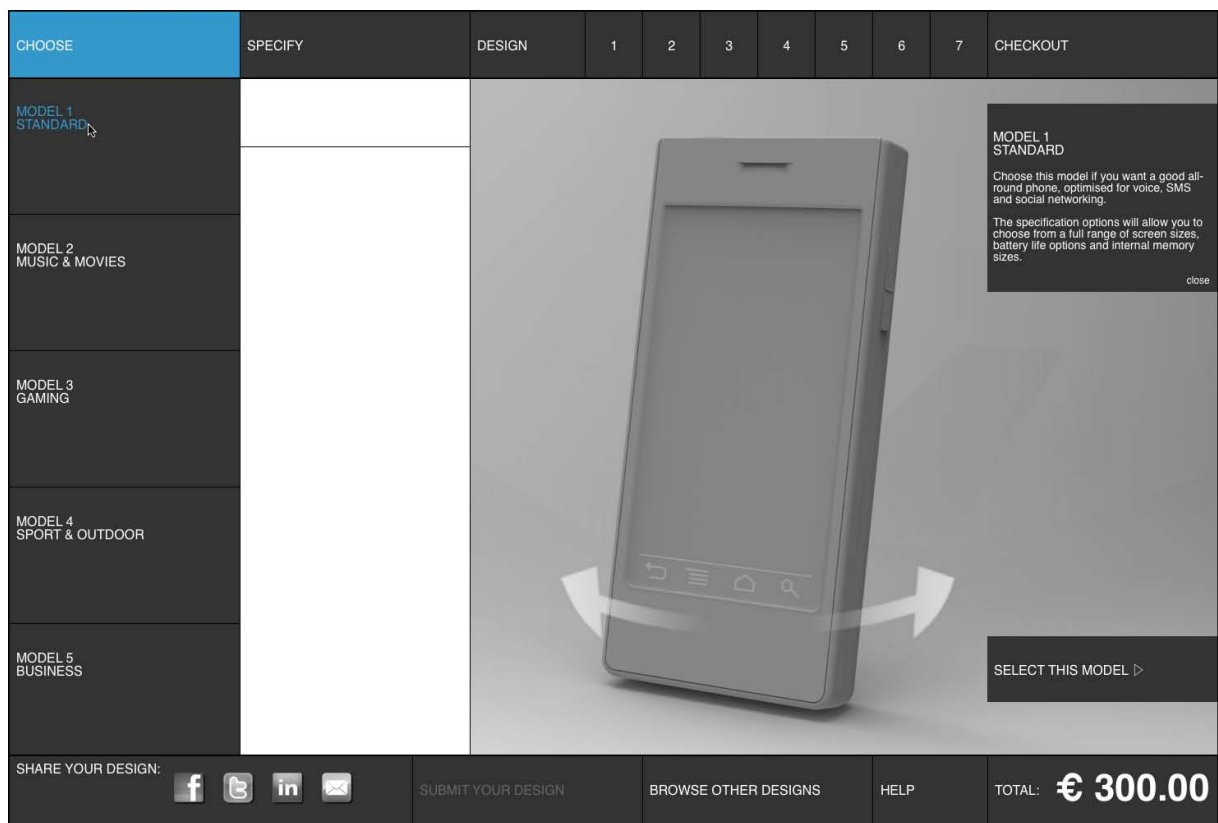 CHOOSE
SPECIFY
DESIGN
1
2
3
4
5
6
7
CHECKOUT
MODEL 1
STANDARD
MODEL 2
MUSIC & MOVIES
MODEL 3
GAMING
MODEL 4
SPORT & OUTDOOR
MODEL 5
BUSINESS
MODEL 1
STANDARD
Choose this model if you want a good all-
round phone, optimised for voice, SMS
and social networking.
The specification options will allow you to
choose from a full range of screen sizes,
battery life options and internal memory
sizes.
close
SELECT THIS MODEL
SHARE YOUR DESIGN:
f
t
in
SUBMIT YOUR DESIGN
BROWSE OTHER DESIGNS
HELP
TOTAL: € 300.00